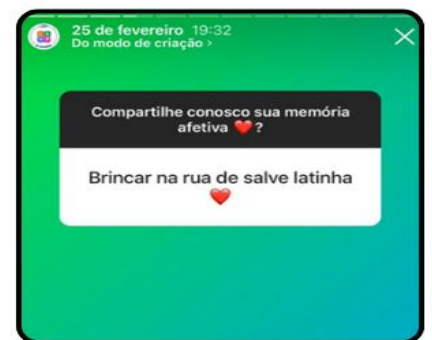 25 de fevereiro 19:32
Do modo de criação >
Compartilhe conosco sua memória
afetiva ❤️?
Brincar na rua de salve latinha
❤️